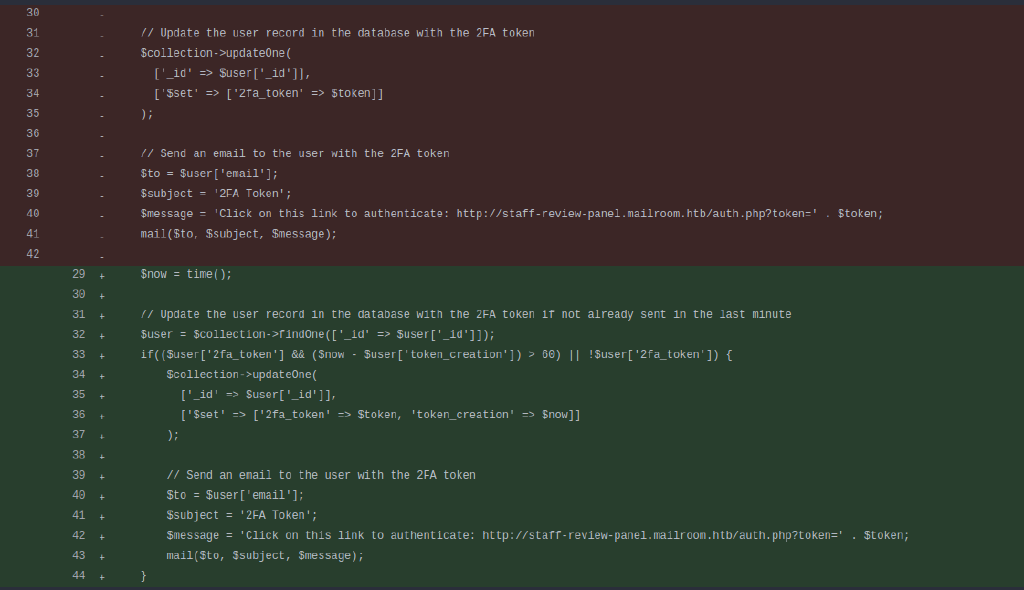 30 -
31 - // Update the user record in the database with the 2FA token
32 - $collection->updateOne(
33 - ['_id' => $user['_id']],
34 - ['$set' => ['2fa_token' => $token]]
35 - );
36 -
37 - // Send an email to the user with the 2FA token
38 - $to = $user['email'];
39 - $subject = '2FA Token';
40 - $message = 'Click on this link to authenticate: http://staff-review-panel.mailroom.htb/auth.php?token=' . $token;
41 - mail($to, $subject, $message);
42 -
29 + $now = time();
30 +
31 + // Update the user record in the database with the 2FA token if not already sent in the last minute
32 + $user = $collection->findOne(['_id' => $user['_id']]);
33 + if(($user['2fa_token'] && ($now - $user['token_creation']) > 60) || !$user['2fa_token']) {
34 + $collection->updateOne(
35 + ['_id' => $user['_id']],
36 + ['$set' => ['2fa_token' => $token, 'token_creation' => $now]]
37 + );
38 +
39 + // Send an email to the user with the 2FA token
40 + $to = $user['email'];
41 + $subject = '2FA Token';
42 + $message = 'Click on this link to authenticate: http://staff-review-panel.mailroom.htb/auth.php?token=' . $token;
43 + mail($to, $subject, $message);
44 + }